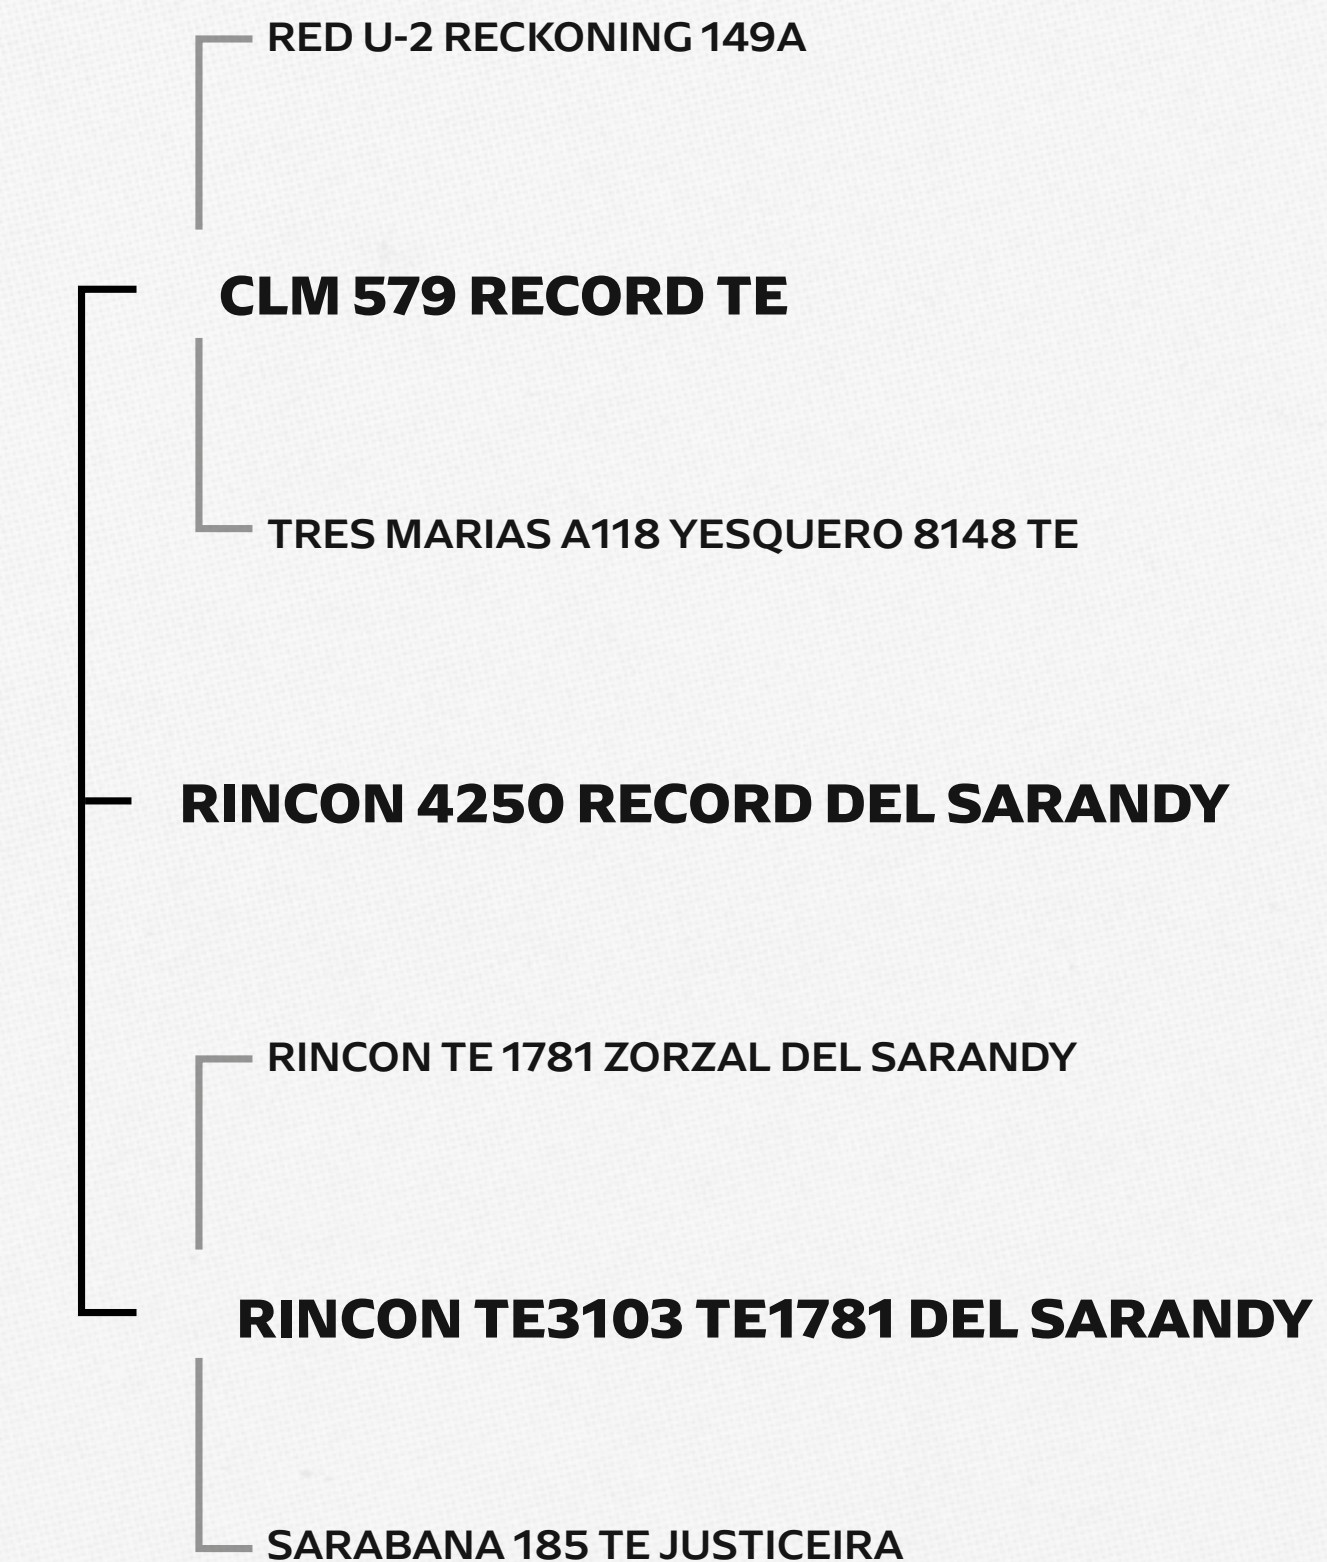 RED U-2 RECKONING 149A
CLM 579 RECORD TE
TRES MARIAS A118 YESQUERO 8148 TE
RINCON 4250 RECORD DEL SARANDY
RINCON TE 1781 ZORZAL DEL SARANDY
RINCON TE3103 TE1781 DEL SARANDY
SARABANA 185 TE JUSTICEIRA